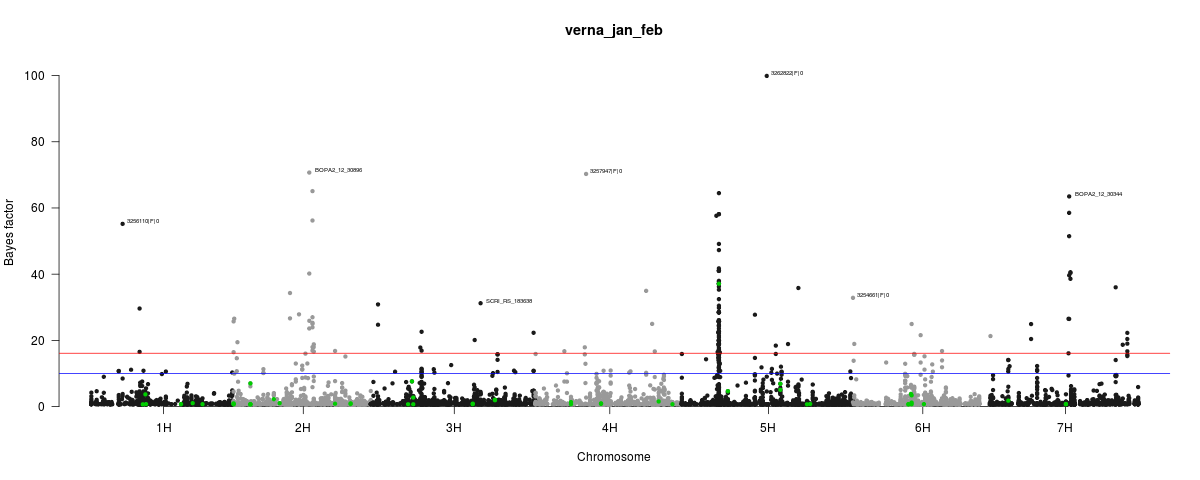 verna_jan_feb
Bayes factor
100
80
60
40
20
0
3262822|F|0
BOPA2_12_30896
3257947|F|0
BOPA2_12_30344
3256110|F|0
SCRI_RS_183638
3254661|F|0
1H
2H
3H
4H
5H
6H
7H
Chromosome